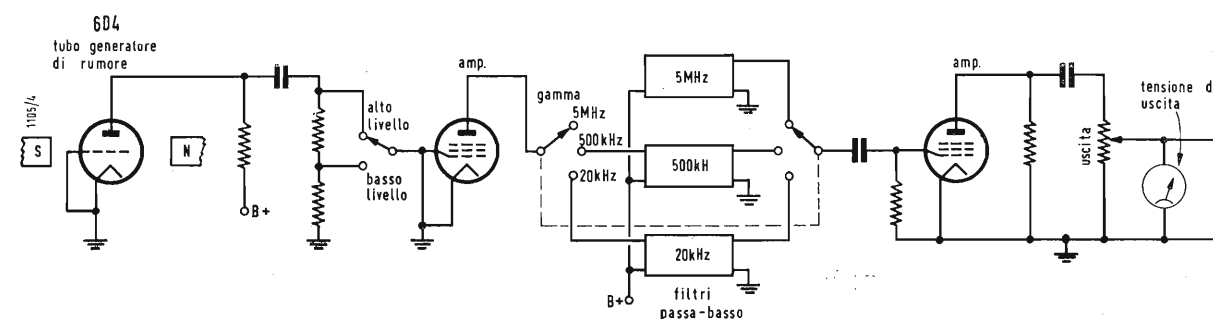 6D4
tubo generatore
di rumore
1105/4
S
N
B+
alto
livello
basso
livello
amp.
gamma
5MHz
500kHz
20kHz
5MHz
500kH
20kHz
B+
filtri
passa-basso
amp.
uscita
tensione d
uscita